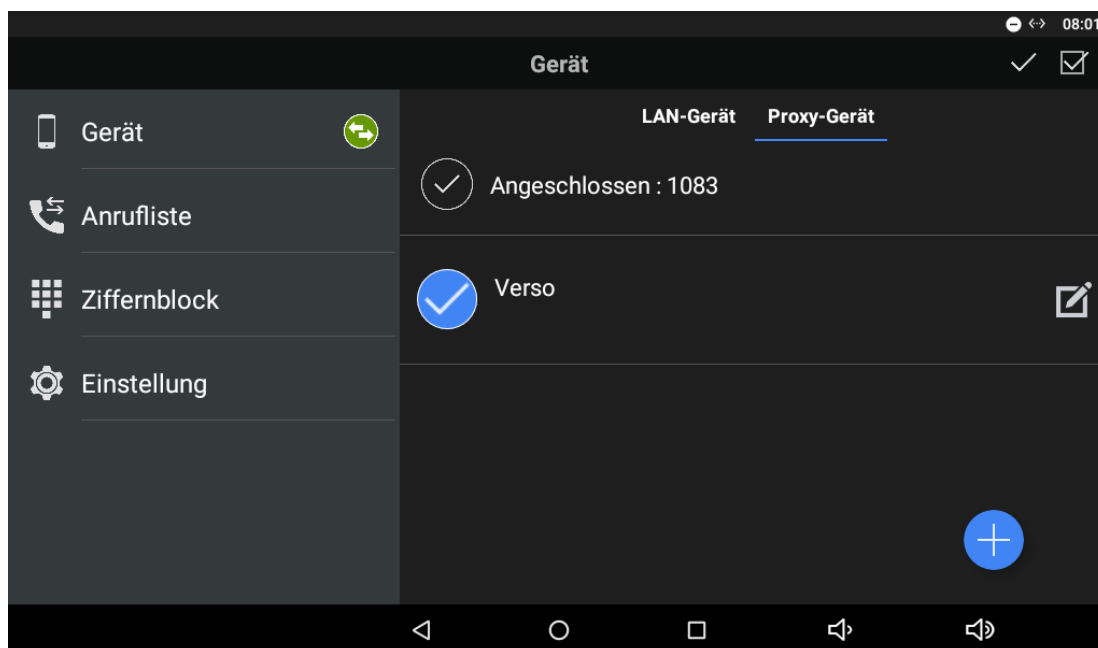 08:01
Gerät
Gerät
Anrufliste
Ziffernblock
Einstellung
LAN-Gerät Proxy-Gerät
Angeschlossen : 1083
Verso